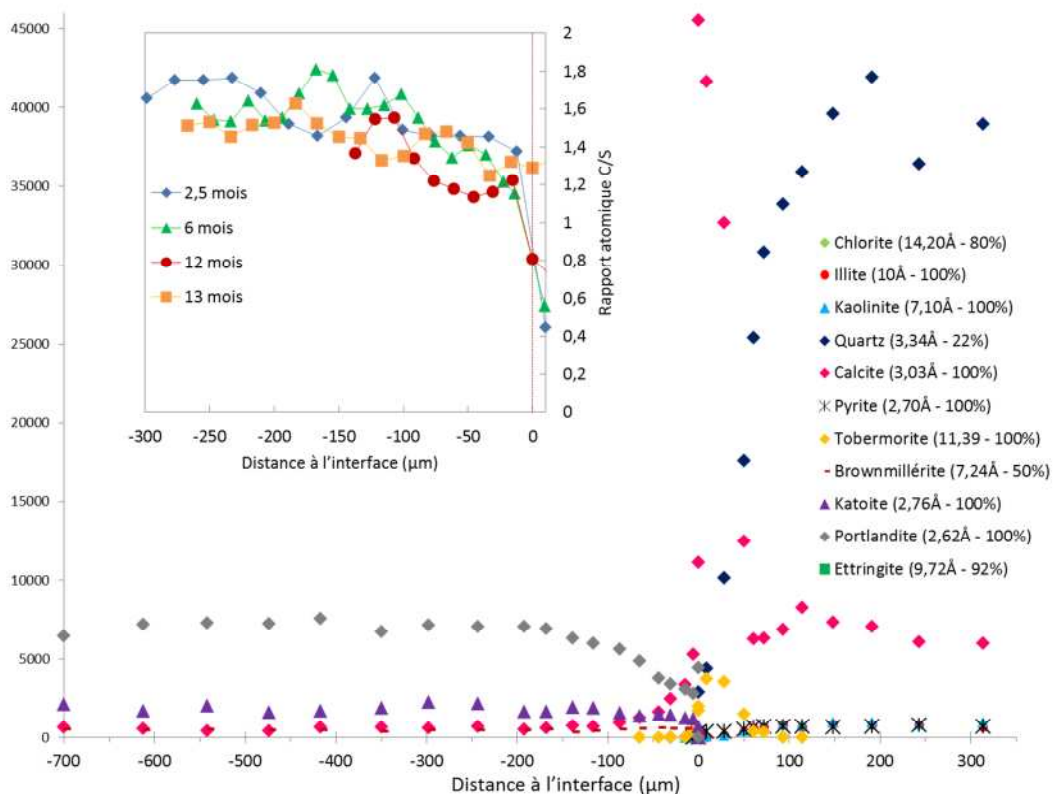 45000
40000
35000
30000
25000
20000
15000
10000
5000
0
-700 -600 -500 -400 -300 -200 -100 0 100 200 300
Distance à l'interface (µm)
2
1,8
1,6
1,4
1,2
1
0,8
0,6
0,4
0,2
0
Rapport atomique C/S
-300 -250 -200 -150 -100 -50 0
Distance à l'interface (µm)
2,5 mois
6 mois
12 mois
13 mois
Chlorite (14,20Å - 80%)
Illite (10Å - 100%)
Kaolinite (7,10Å - 100%)
Quartz (3,34Å - 22%)
Calcite (3,03Å - 100%)
Pyrite (2,70Å - 100%)
Tobermorite (11,39 - 100%)
Brownmillérite (7,24Å - 50%)
Katoite (2,76Å - 100%)
Portlandite (2,62Å - 100%)
Ettringite (9,72Å - 92%)